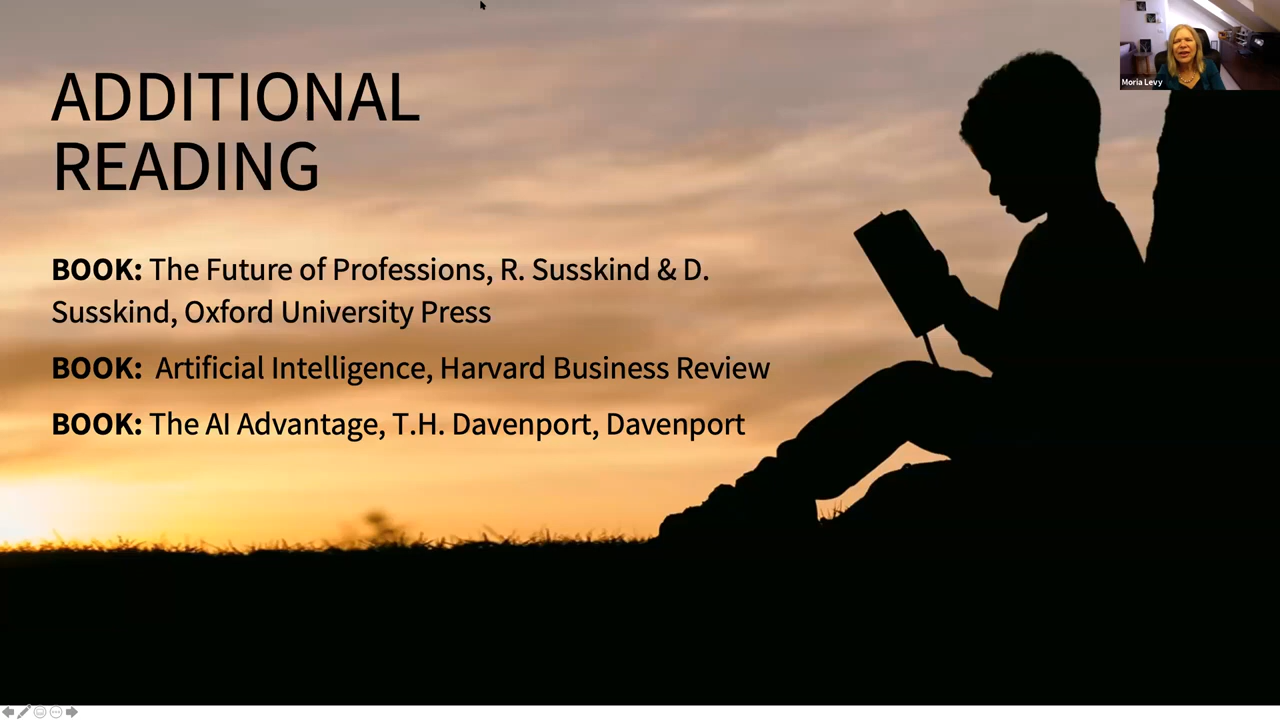 ADDITIONAL
READING
BOOK: The Future of Professions, R. Susskind & D.
Susskind, Oxford University Press
BOOK: Artificial Intelligence, Harvard Business Review
BOOK: The AI Advantage, T.H. Davenport, Davenport
Moria Levy